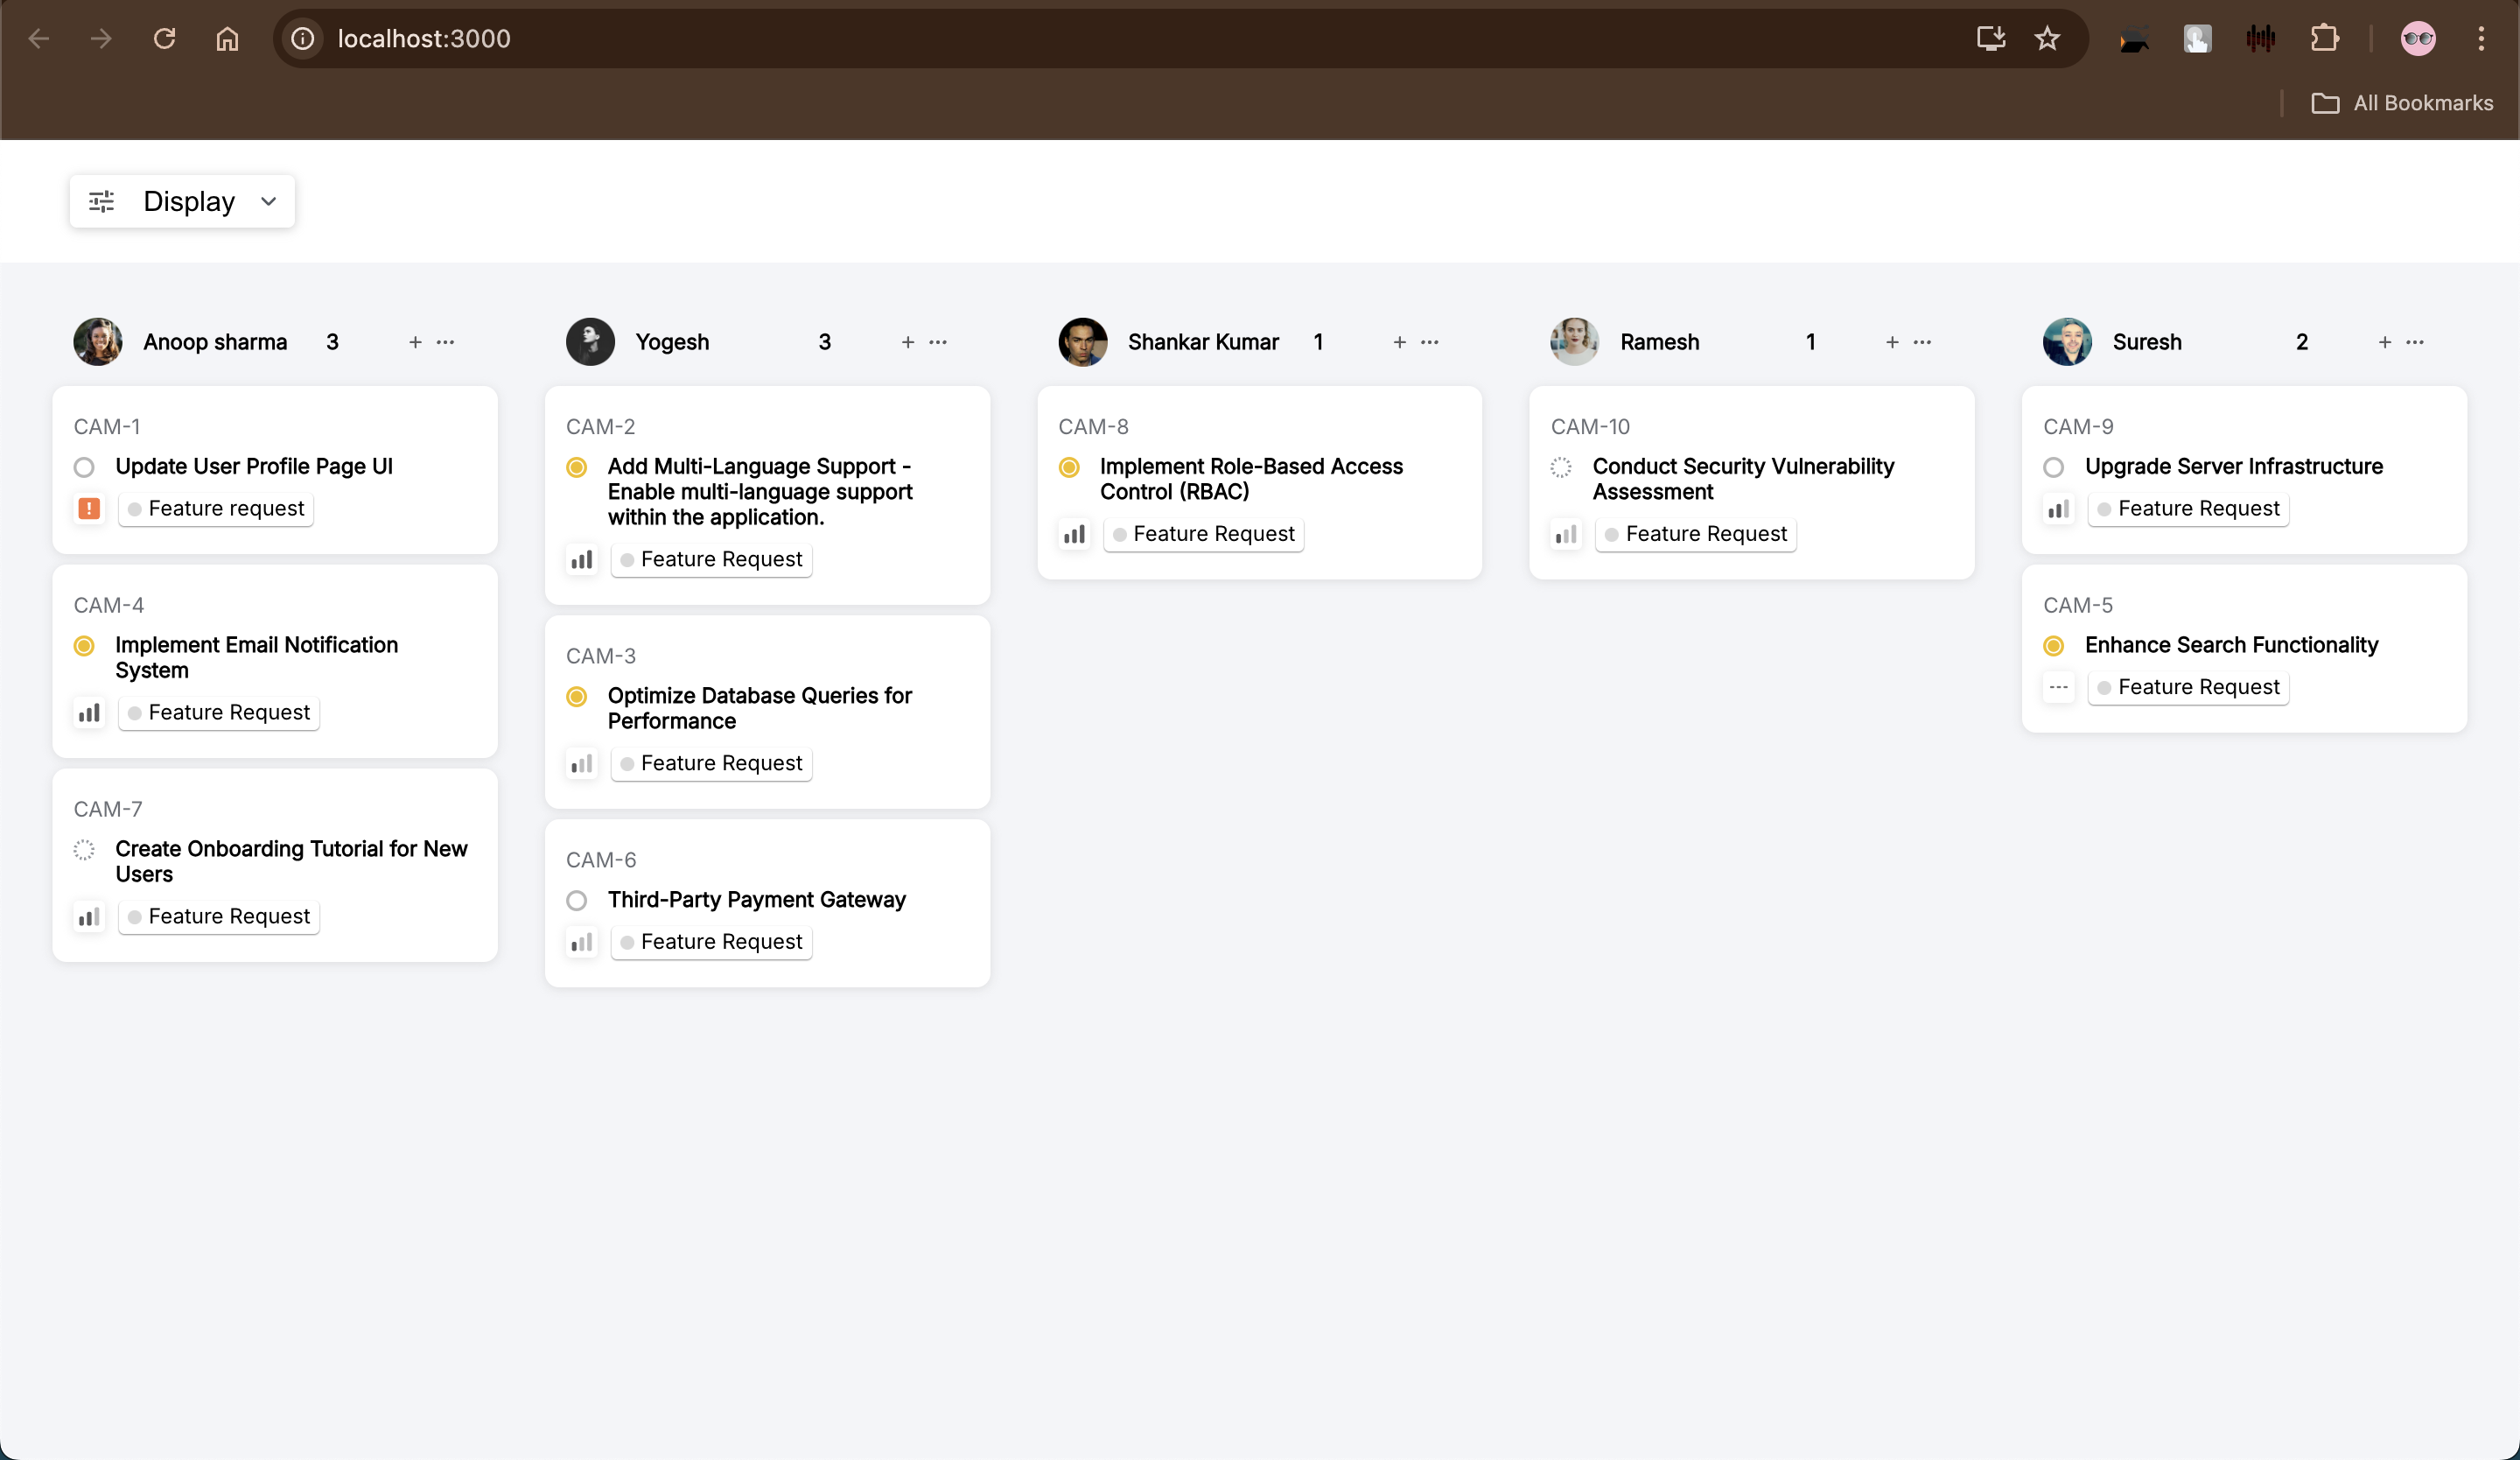 localhost:3000
All Bookmarks
Display
Anoop sharma 3 + ...
CAM-1
Update User Profile Page UI
! Feature request
CAM-4
Implement Email Notification
System
Feature Request
CAM-7
Create Onboarding Tutorial for New
Users
Feature Request
Yogesh 3 + ...
CAM-2
Add Multi-Language Support -
Enable multi-language support
within the application.
Feature Request
CAM-3
Optimize Database Queries for
Performance
Feature Request
CAM-6
Third-Party Payment Gateway
Feature Request
Shankar Kumar 1 + ...
CAM-8
Implement Role-Based Access
Control (RBAC)
Feature Request
Ramesh 1 + ...
CAM-10
Conduct Security Vulnerability
Assessment
Feature Request
Suresh 2 + ...
CAM-9
Upgrade Server Infrastructure
Feature Request
CAM-5
Enhance Search Functionality
--- Feature Request